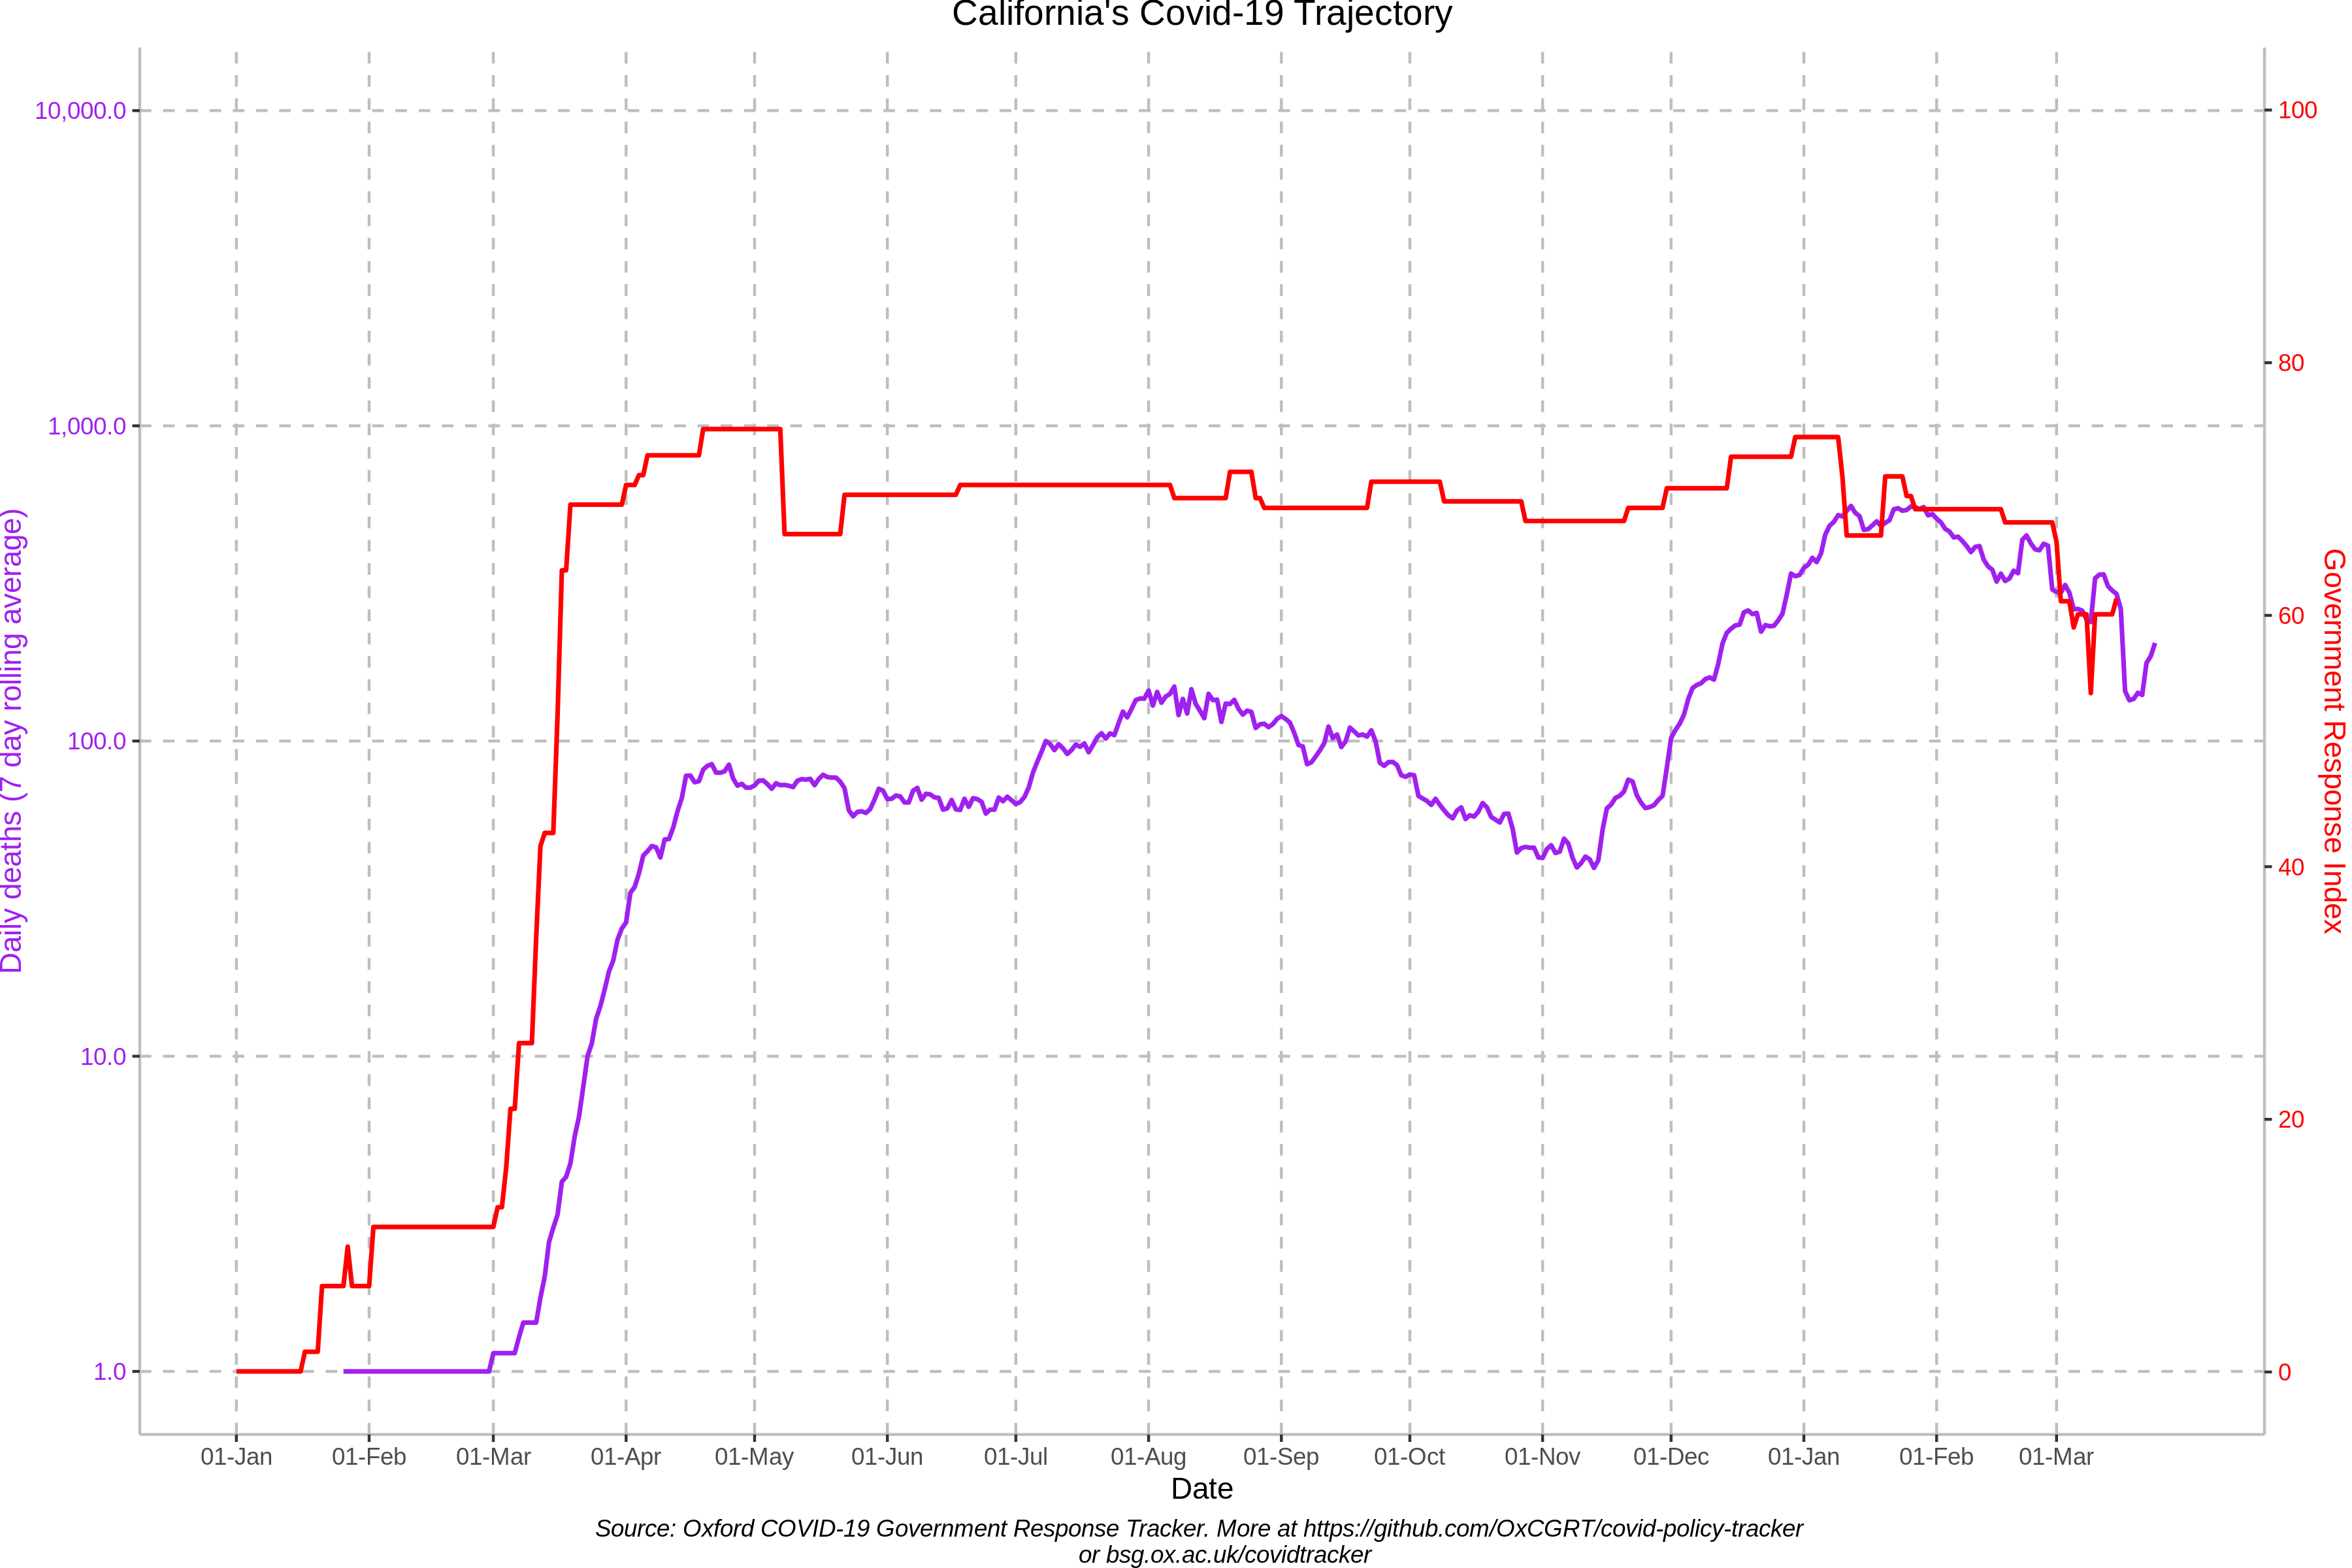 California's Covid-19 Trajectory
10,000.0
1,000.0
100.0
10.0
1.0
Daily deaths (7 day rolling average)
100
80
60
40
20
0
Government Response Index
01-Jan 01-Feb 01-Mar 01-Apr 01-May 01-Jun 01-Jul 01-Aug 01-Sep 01-Oct 01-Nov 01-Dec 01-Jan 01-Feb 01-Mar
Date
Source: Oxford COVID-19 Government Response Tracker. More at https://github.com/OxCGRT/covid-policy-tracker
or bsg.ox.ac.uk/covidtracker